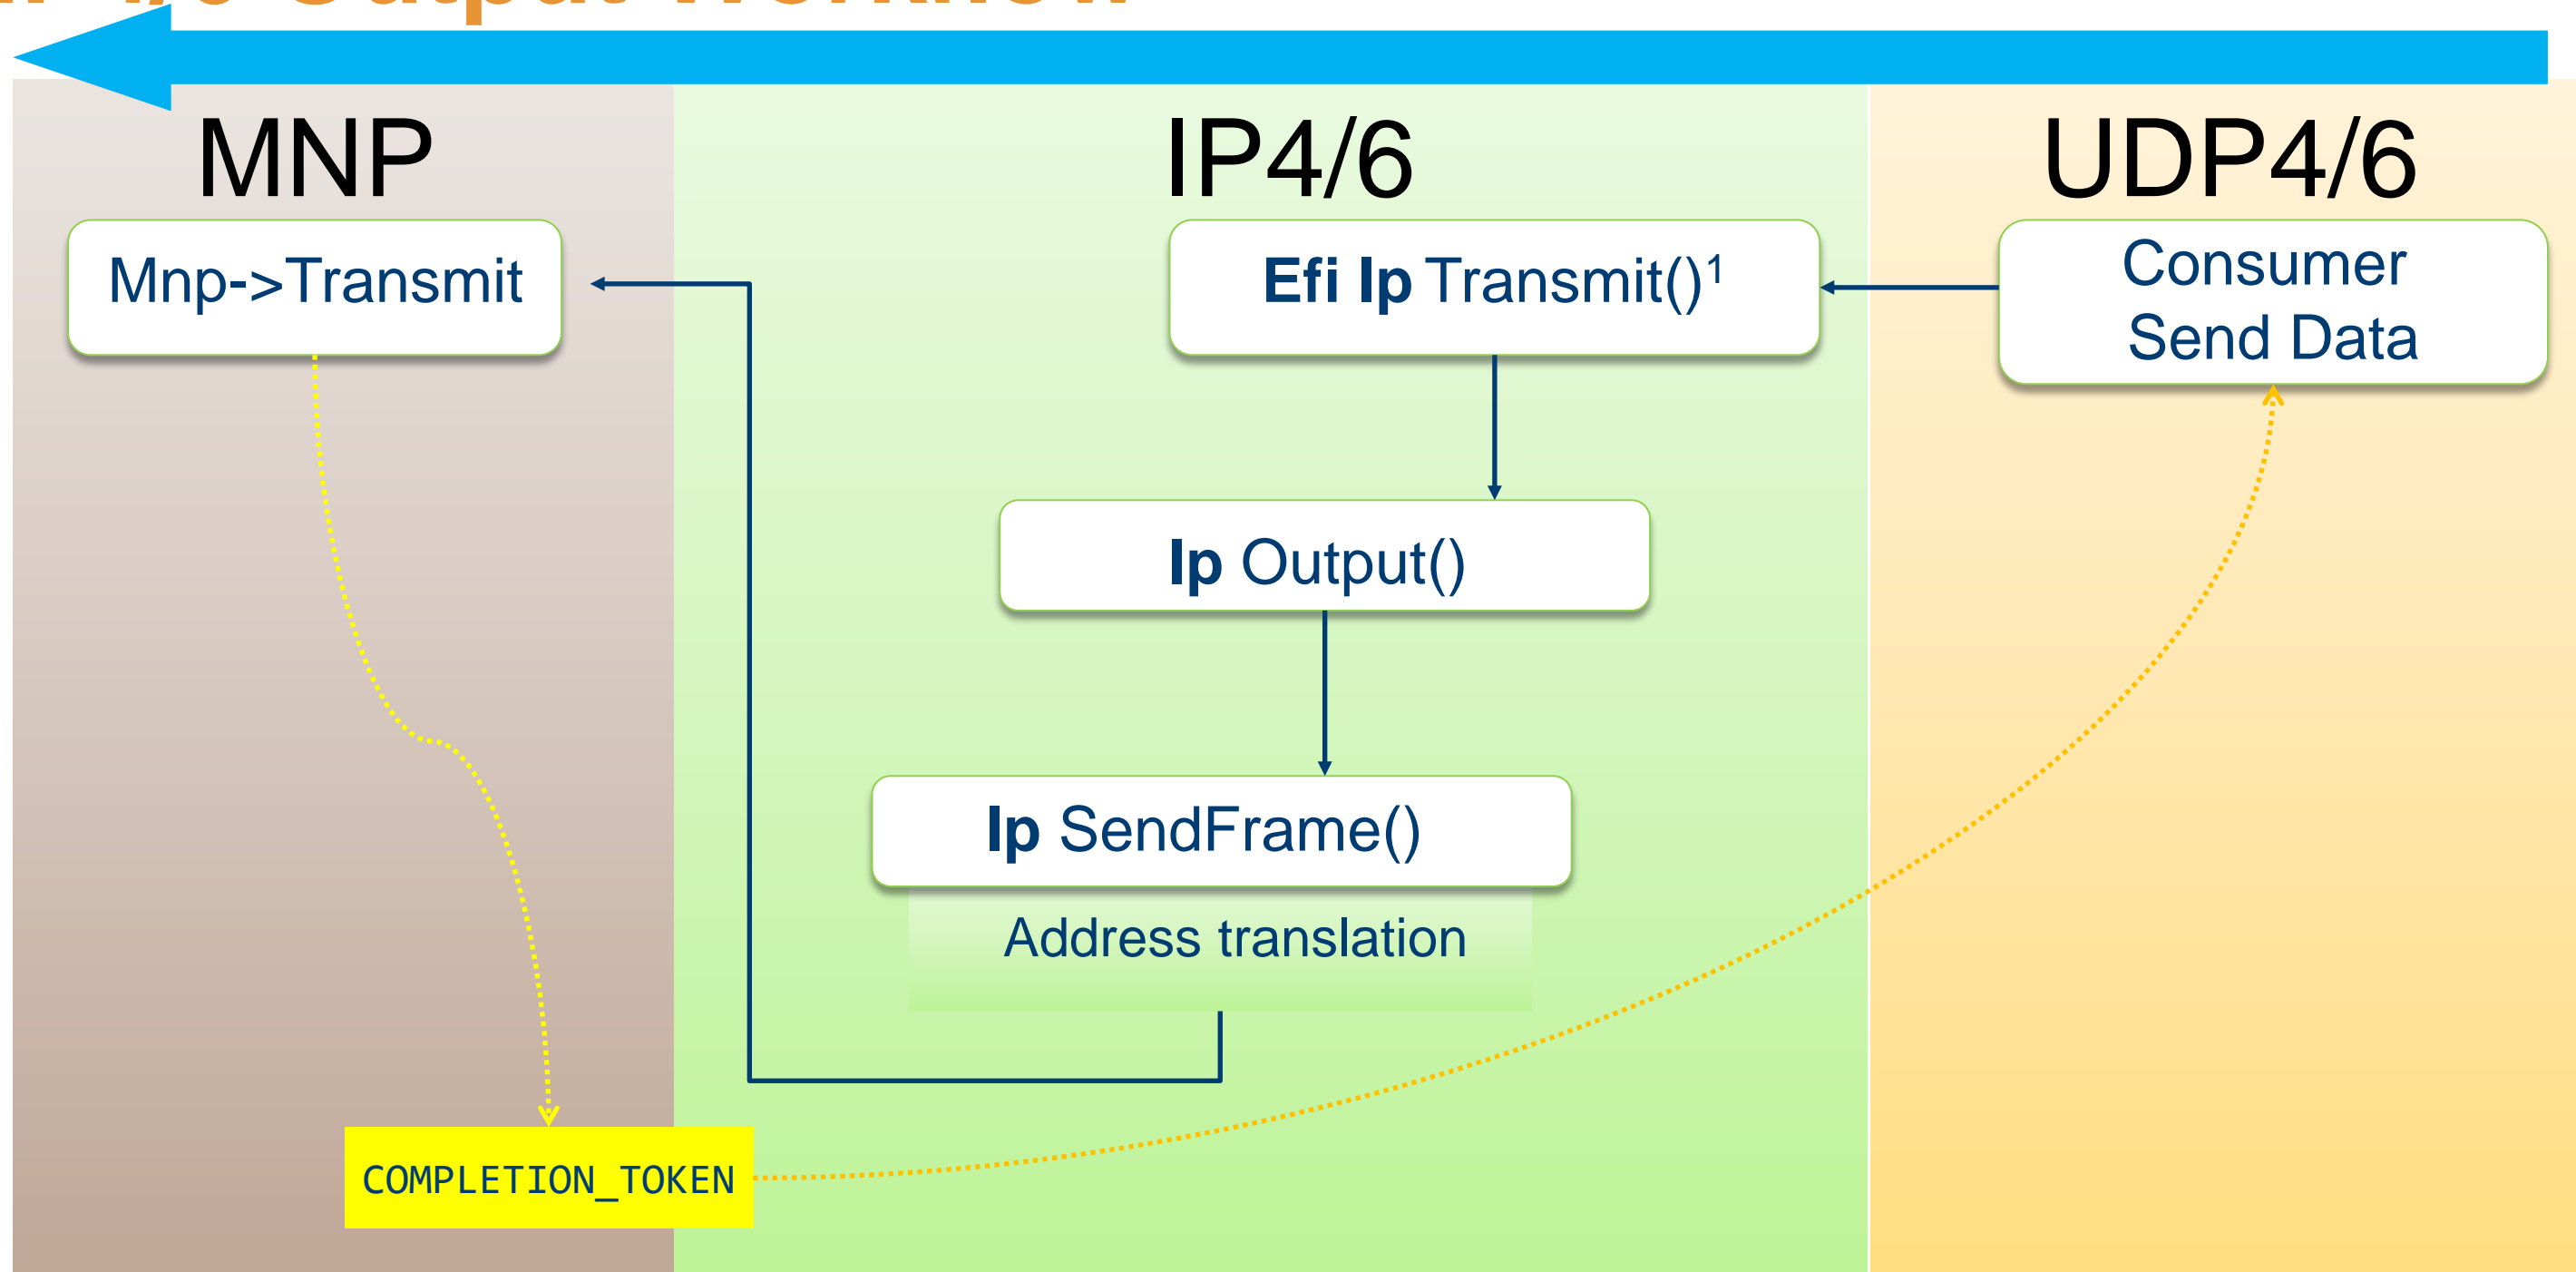 MNP
IP4/6
UDP4/6
Mnp->Transmit
Efi Ip Transmit()1
Consumer
Send Data
Ip Output()
Ip SendFrame()
Address translation
COMPLETION_TOKEN